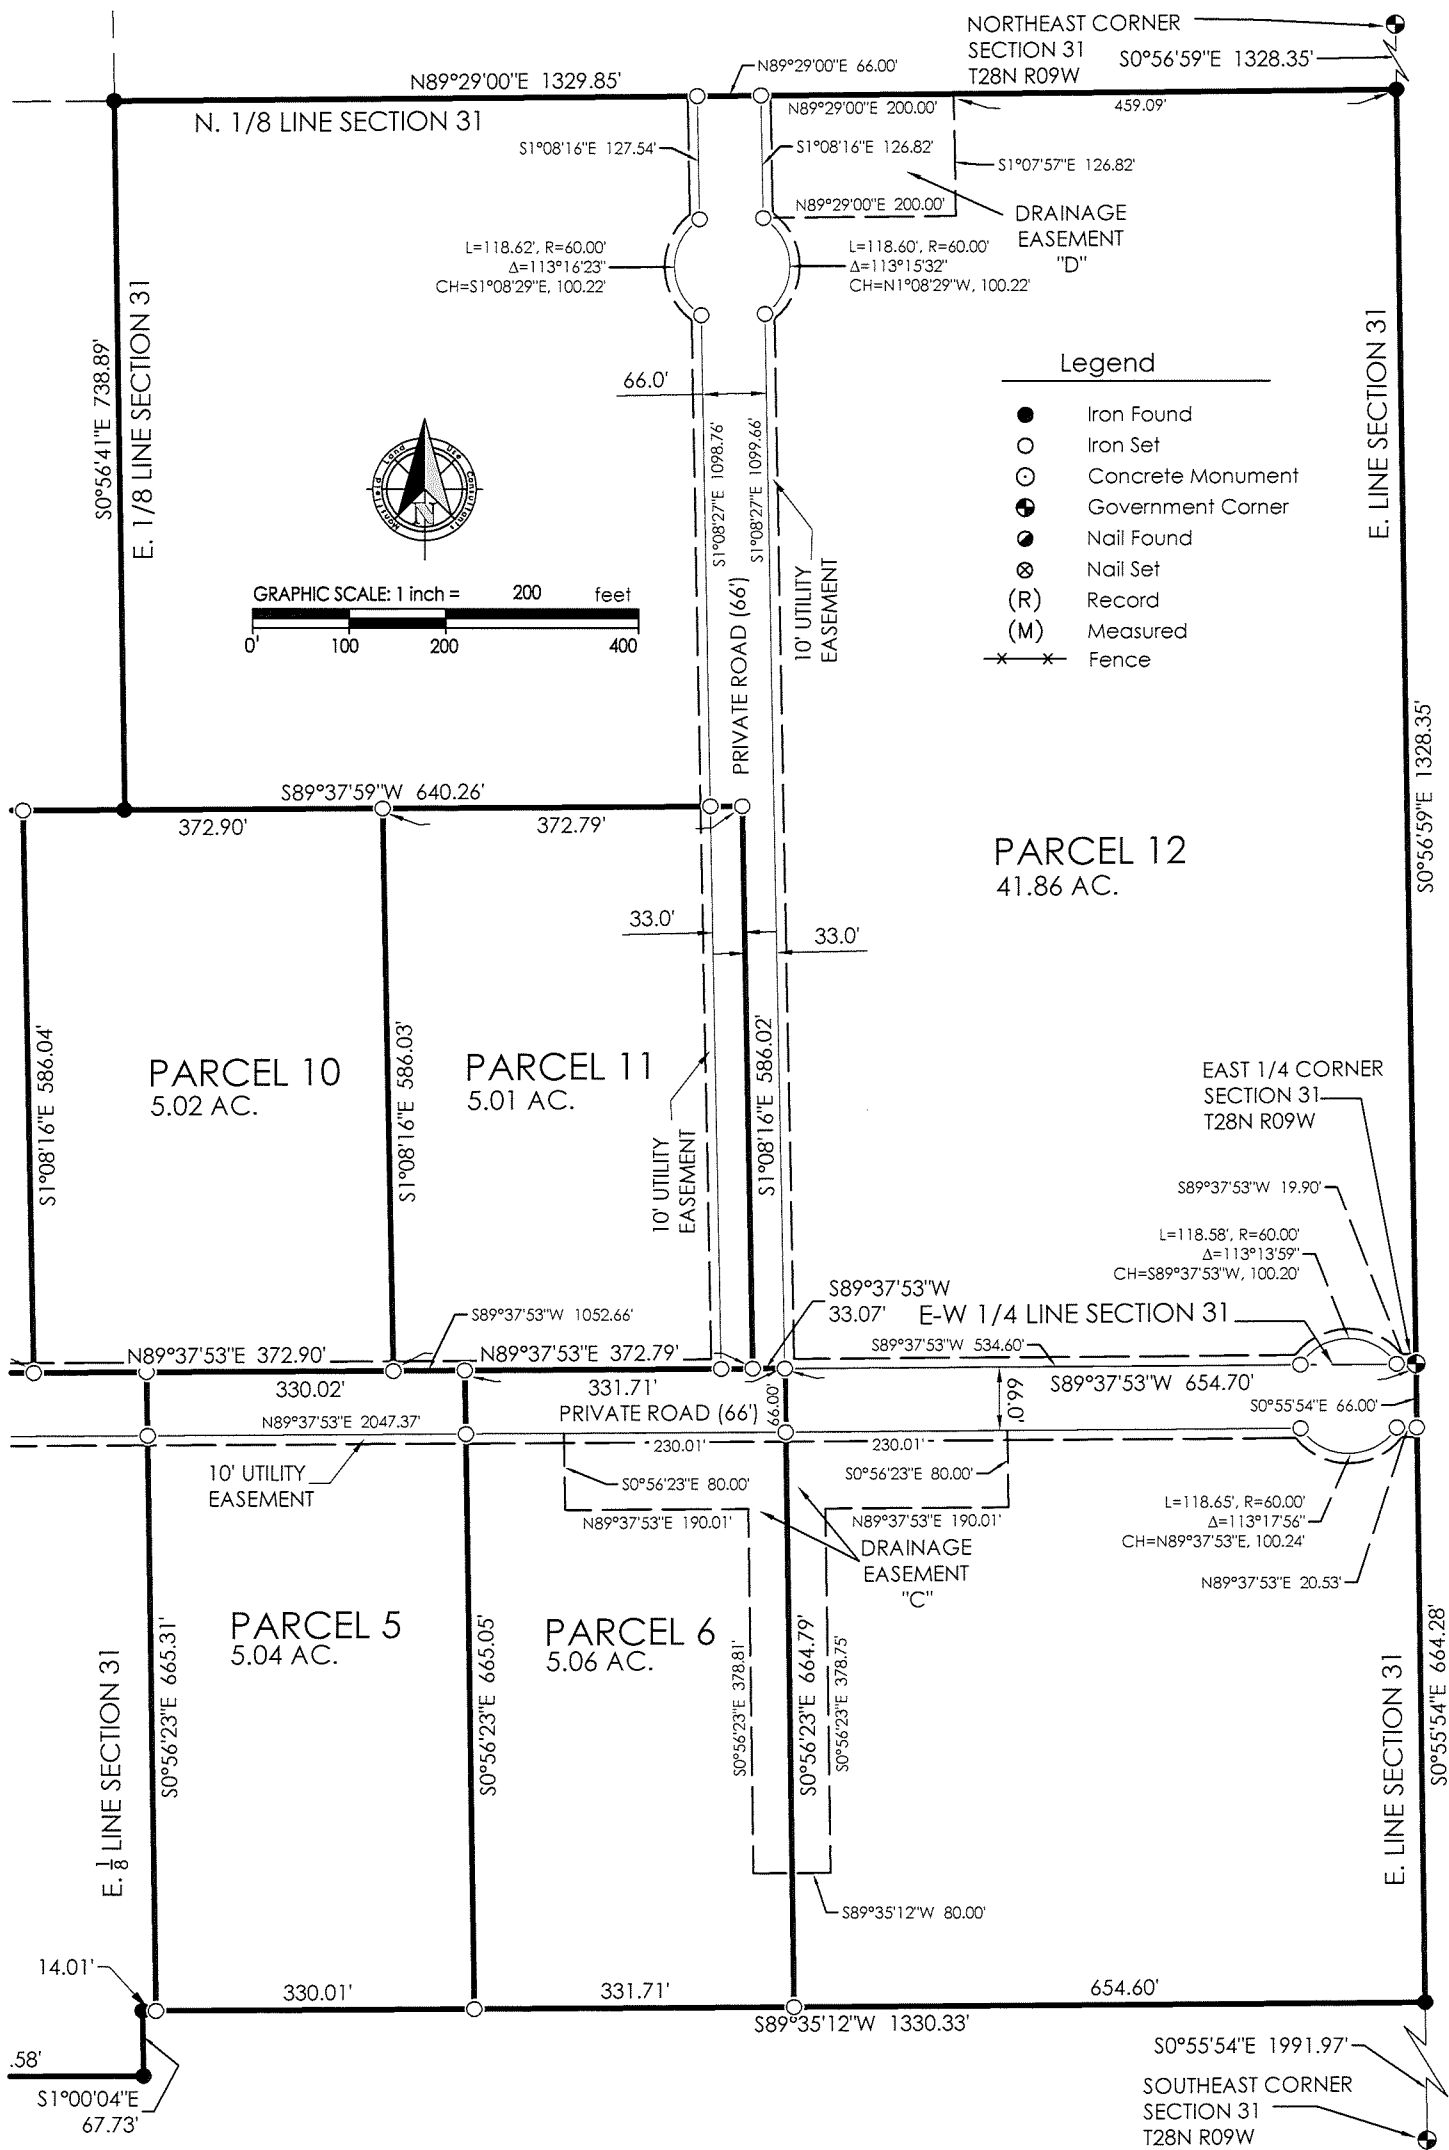 NORTHEAST CORNER
SECTION 31
T28N R09W
S0°56'59"E 1328.35'
N89°29'00"E 66.00'
N89°29'00"E 1329.85'
N89°29'00"E 200.00'
459.09'
N. 1/8 LINE SECTION 31
S1°08'16"E 127.54'
S1°08'16"E 126.82'
S1°07'57"E 126.82'
N89°29'00"E 200.00'
DRAINAGE
EASEMENT
"D"
L=118.62', R=60.00'
Δ=113°16'23"
CH=S1°08'29"E, 100.22'
L=118.60', R=60.00'
Δ=113°15'32"
CH=N1°08'29"W, 100.22'
S0°56'41"E 738.89'
E. 1/8 LINE SECTION 31
E. LINE SECTION 31
66.0'
Legend
Iron Found
Iron Set
Concrete Monument
Government Corner
Nail Found
Nail Set
(R) Record
(M) Measured
Fence
Land Use Consultants
Monfield
N
S1°08'27"E 1098.76'
S1°08'27"E 1099.66'
10' UTILITY
EASEMENT
PRIVATE ROAD (66')
GRAPHIC SCALE: 1 inch = 200 feet
0' 100 200 400
S0°56'59"E 1328.35'
S89°37'59"W 640.26'
372.90'
372.79'
PARCEL 12
41.86 AC.
33.0'
33.0'
S1°08'16"E 586.04'
PARCEL 10
5.02 AC.
S1°08'16"E 586.03'
PARCEL 11
5.01 AC.
S1°08'16"E 586.02'
10' UTILITY
EASEMENT
EAST 1/4 CORNER
SECTION 31
T28N R09W
S89°37'53"W 19.90'
L=118.58', R=60.00'
Δ=113°13'59"
CH=S89°37'53"W, 100.20'
S89°37'53"W
33.07'
E-W 1/4 LINE SECTION 31
S89°37'53"W 1052.66'
S89°37'53"W 534.60'
N89°37'53"E 372.90'
N89°37'53"E 372.79'
330.02'
331.71'
S89°37'53"W 654.70'
66.00'
66.0'
S0°55'54"E 66.00'
PRIVATE ROAD (66')
N89°37'53"E 2047.37'
230.01'
230.01'
10' UTILITY
EASEMENT
S0°56'23"E 80.00'
S0°56'23"E 80.00'
N89°37'53"E 190.01'
N89°37'53"E 190.01'
L=118.65', R=60.00'
Δ=113°17'56"
CH=N89°37'53"E, 100.24'
DRAINAGE
EASEMENT
"C"
N89°37'53"E 20.53'
PARCEL 5
5.04 AC.
PARCEL 6
5.06 AC.
E. 1/8 LINE SECTION 31
S0°56'23"E 665.31'
S0°56'23"E 665.05'
S0°56'23"E 378.81'
S0°56'23"E 664.79'
S0°56'23"E 378.75'
E. LINE SECTION 31
S0°55'54"E 664.28'
S89°35'12"W 80.00'
14.01'
330.01'
331.71'
654.60'
S89°35'12"W 1330.33'
.58'
S1°00'04"E
67.73'
S0°55'54"E 1991.97'
SOUTHEAST CORNER
SECTION 31
T28N R09W